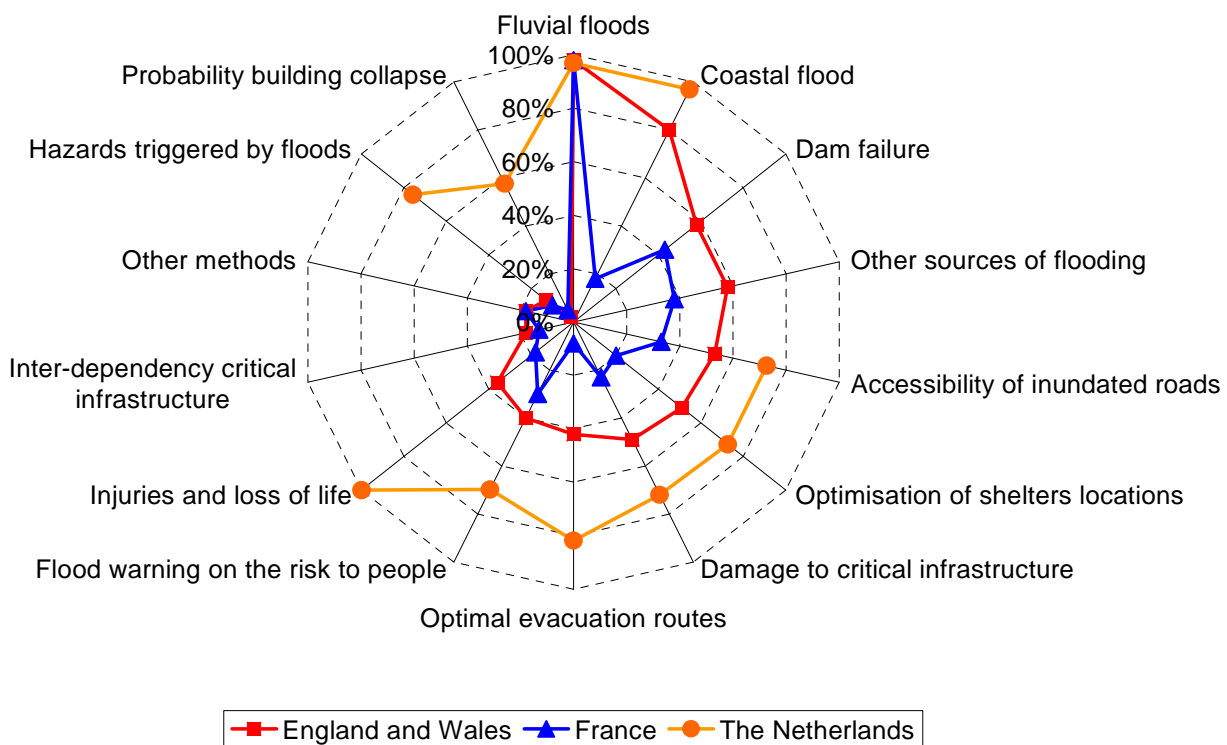 Fluvial floods
100%
Probability building collapse
Coastal flood
80%
Hazards triggered by floods
Dam failure
60%
40%
Other methods
Other sources of flooding
20%
0%
Inter-dependency critical
infrastructure
Accessibility of inundated roads
Injuries and loss of life
Optimisation of shelters locations
Flood warning on the risk to people
Damage to critical infrastructure
Optimal evacuation routes
England and Wales
France
The Netherlands